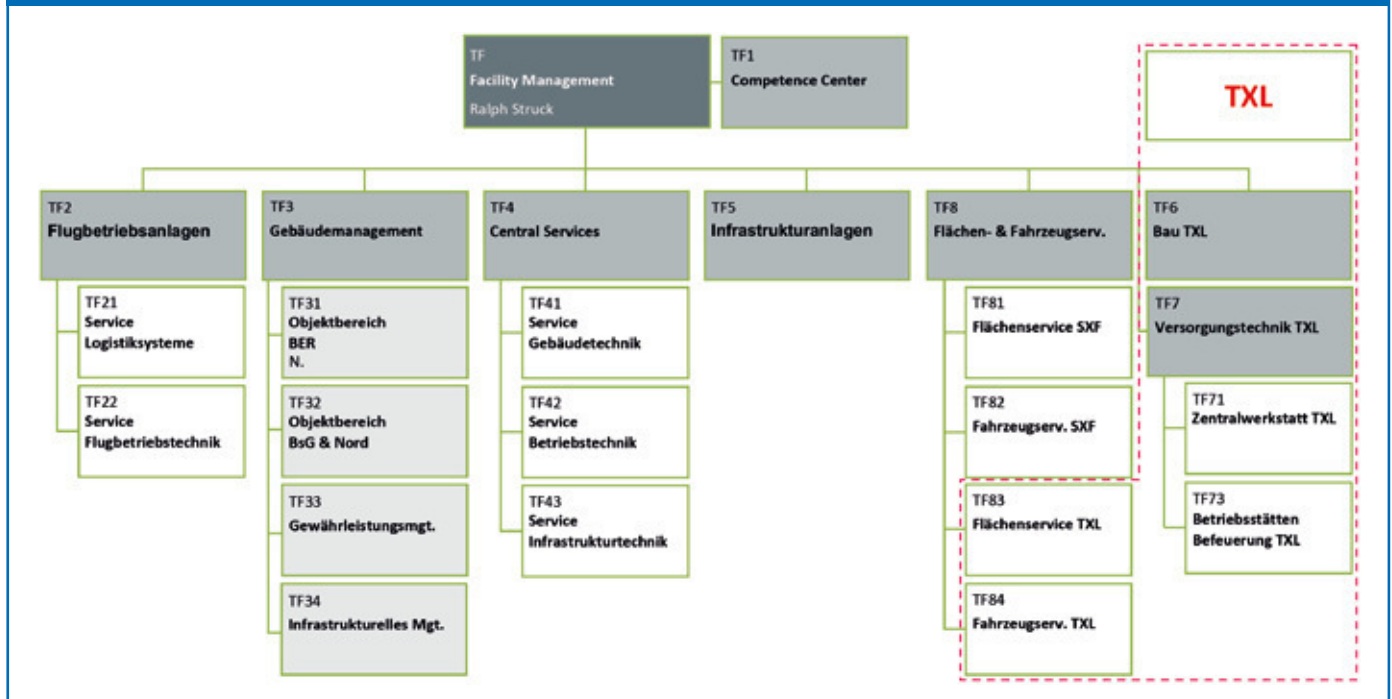 TF
Facility Management
Ralph Struck
TF1
Competence Center
TXL
TF2
Flugbetriebsanlagen
TF3
Gebäudemanagement
TF4
Central Services
TF5
Infrastrukturanlagen
TF8
Flächen- & Fahrzeugserv.
TF6
Bau TXL
TF21
Service
Logistiksysteme
TF22
Service
Flugbetriebstechnik
TF31
Objektbereich
BER
N.
TF32
Objektbereich
BsG & Nord
TF33
Gewährleistungsmgt.
TF34
Infrastrukturelles Mgt.
TF41
Service
Gebäudetechnik
TF42
Service
Betriebstechnik
TF43
Service
Infrastrukturtechnik
TF81
Flächenservice SXF
TF82
Fahrzeugserv. SXF
TF83
Flächenservice TXL
TF84
Fahrzeugserv. TXL
TF7
Versorgungstechnik TXL
TF71
Zentralwerkstatt TXL
TF73
Betriebsstätten
Befeuerung TXL